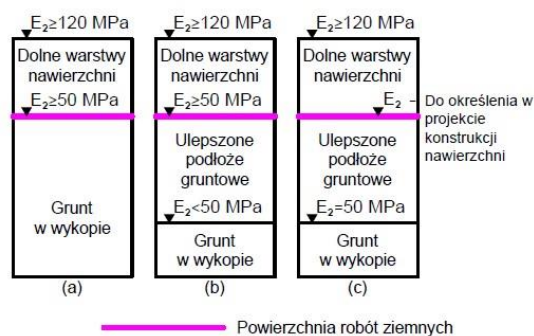 E₂≥120 MPa
Dolne warstwy
nawierzchni
E₂≥50 MPa
Grunt
w wykopie
(a)
E₂≥120 MPa
Dolne warstwy
nawierzchni
E₂≥50 MPa
Ulepszone
podłoże
gruntowe
E₂<50 MPa
Grunt
w wykopie
(b)
E₂≥120 MPa
Dolne warstwy
nawierzchni
E₂ - Do określenia w
projekcie
konstrukcji
nawierzchni
Ulepszone
podłoże
gruntowe
E₂=50 MPa
Grunt
w wykopie
(c)
Powierzchnia robót ziemnych